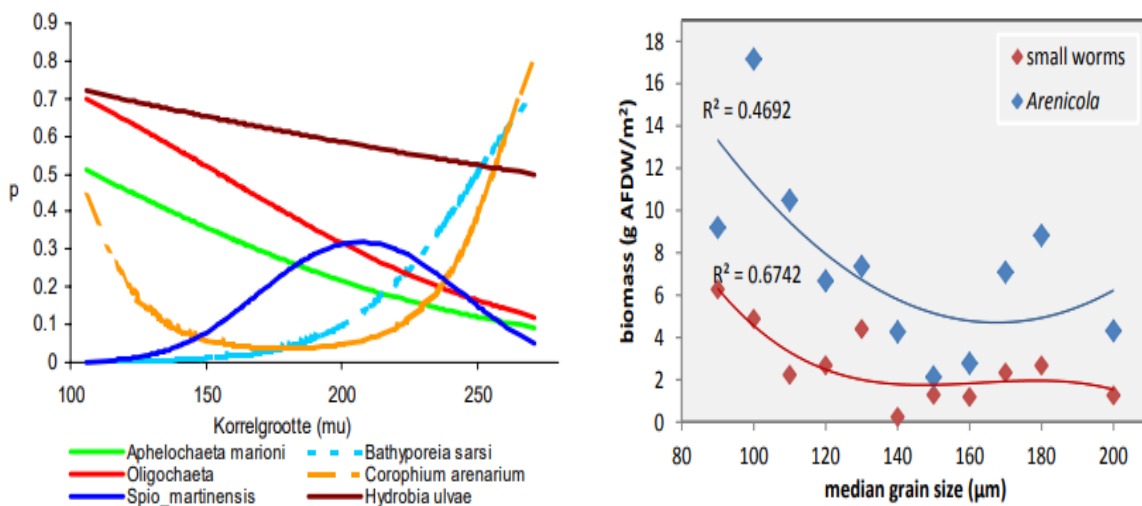 0.9
0.8
0.7
0.6
0.5
0.4
0.3
0.2
0.1
0
p
100 150 200 250
Korrelgrootte (mu)
Aphelochaeta marioni Bathyporeia sarsi
Oligochaeta Corophium arenarium
Spio_martinensis Hydrobia ulvae
18
16
14
12
10
8
6
4
2
0
biomass (g AFDW/m²)
small worms
Arenicola
R² = 0.4692
R² = 0.6742
80 100 120 140 160 180 200
median grain size (µm)